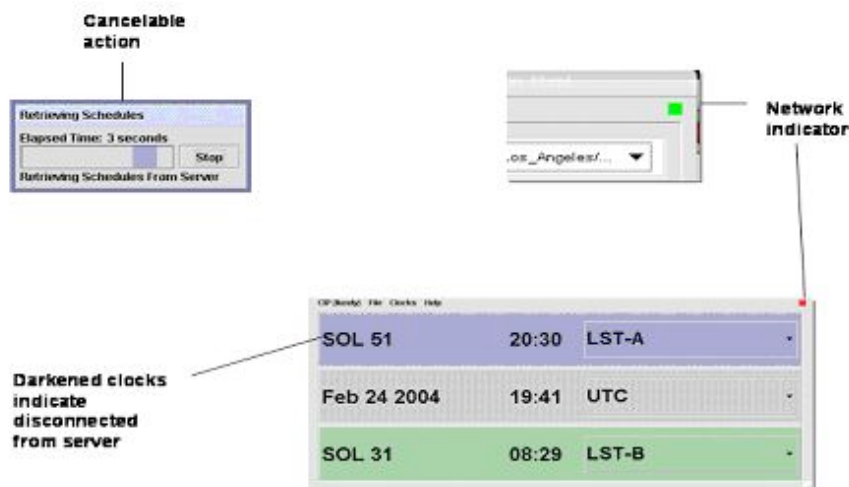 Cancelable
action
Retrieving Schedules
Elapsed Time: 3 seconds
Stop
Retrieving Schedules From Server
Los_Angeles/...
Network
indicator
File Clocks Help
SOL 51 20:30 LST-A
Feb 24 2004 19:41 UTC
SOL 31 08:29 LST-B
Darkened clocks
indicate
disconnected
from server